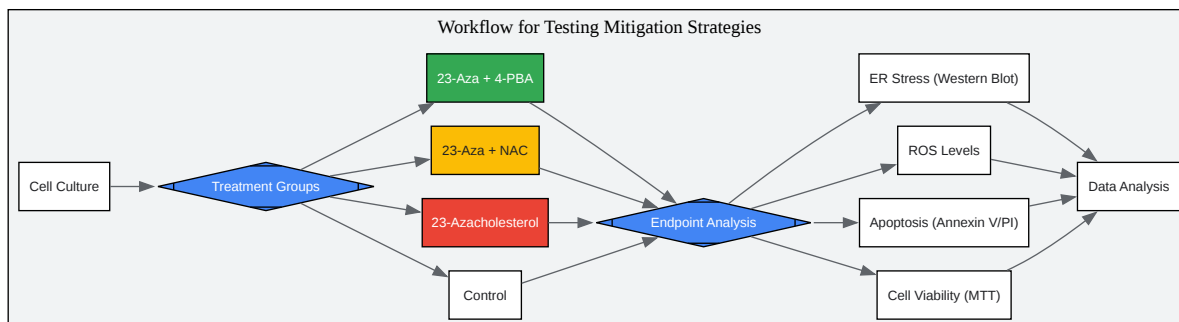 Workflow for Testing Mitigation Strategies
Cell Culture
Treatment Groups
23-Aza + 4-PBA
23-Aza + NAC
23-Azacholesterol
Control
Endpoint Analysis
ER Stress (Western Blot)
ROS Levels
Apoptosis (Annexin V/PI)
Cell Viability (MTT)
Data Analysis